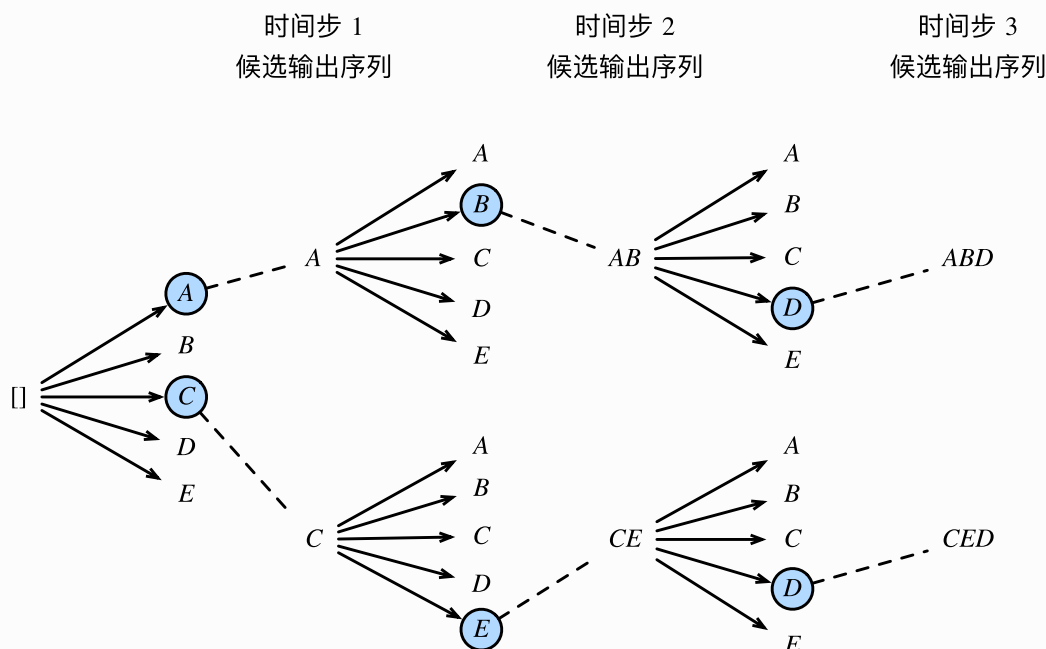 时间步 1 时间步 2 时间步 3
候选输出序列 候选输出序列 候选输出序列
A A
B B
A C AB C ABD
A D D
B E E
[] C
D A A
E B B
C C CE C CED
D D
E E